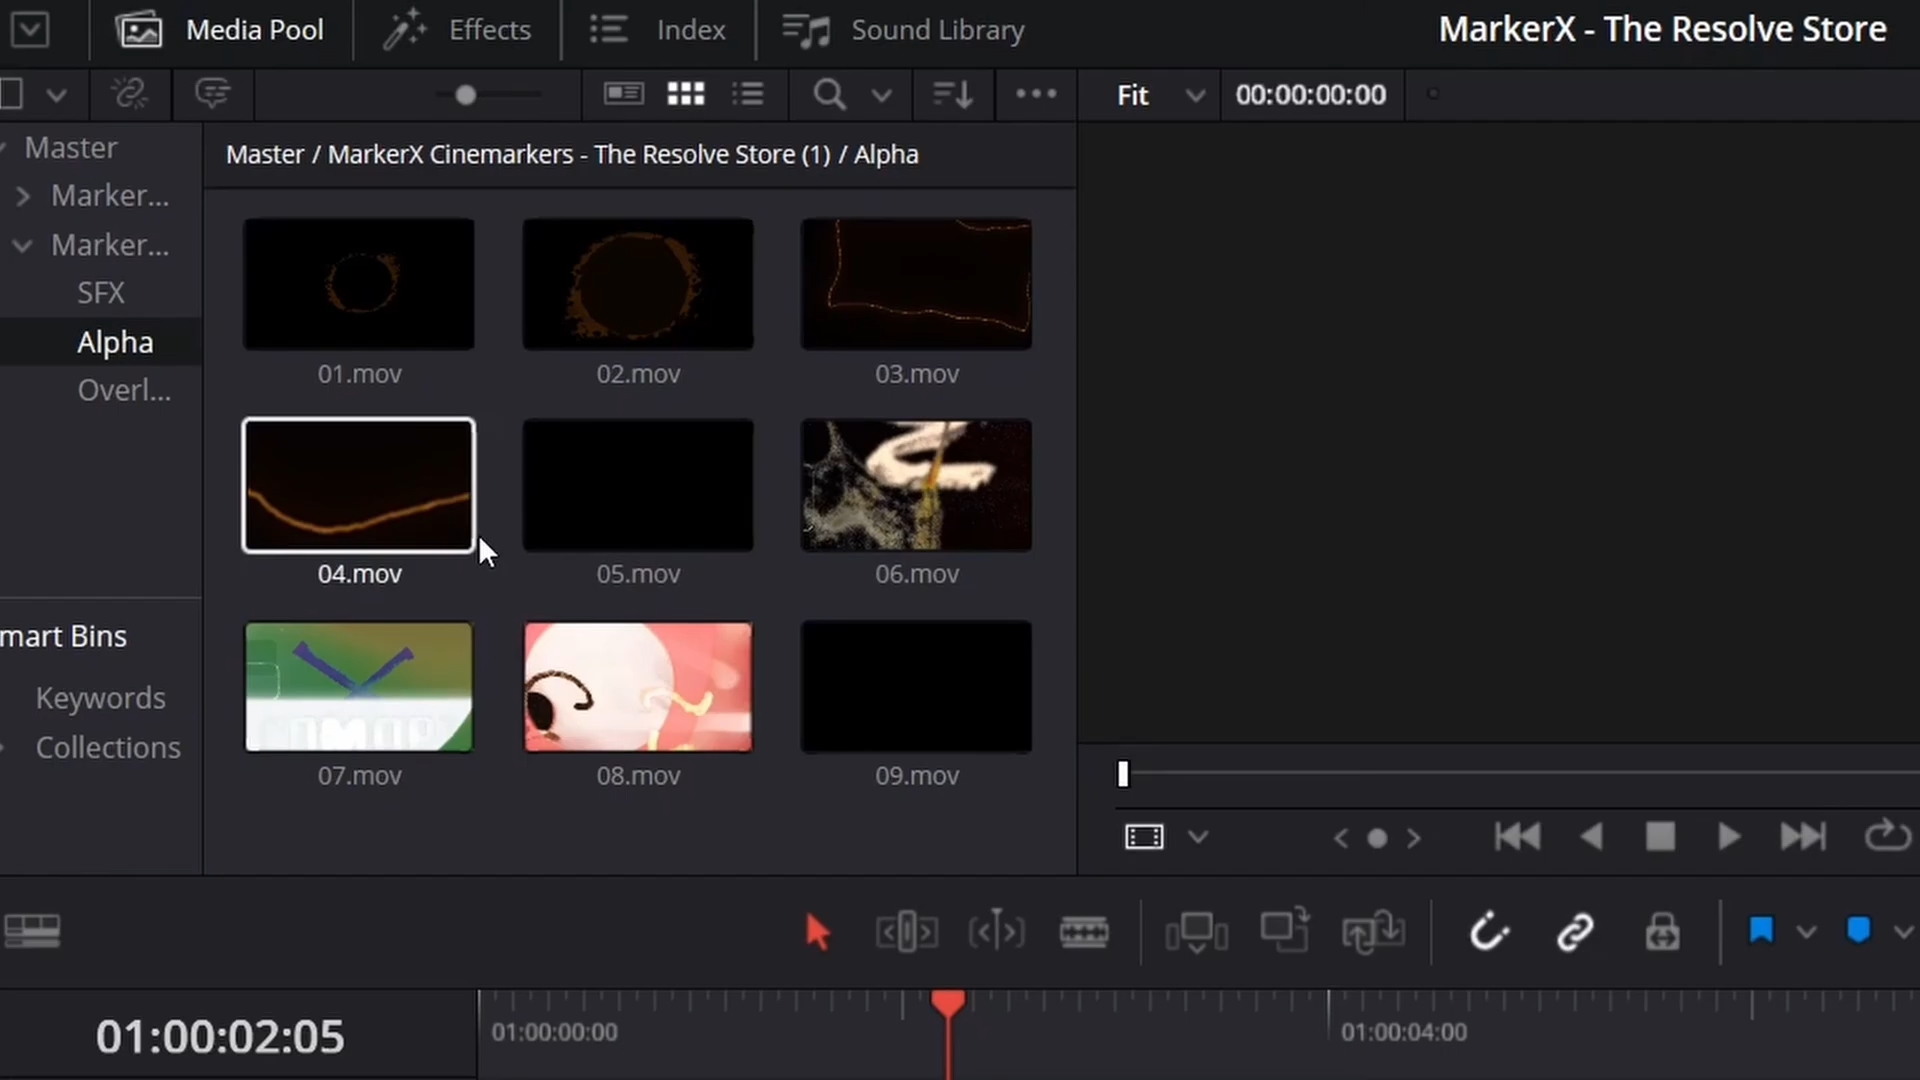 Media Pool
Effects
Index
Sound Library
MarkerX - The Resolve Store
Fit
00:00:00:00
Master
Master / MarkerX Cinemarkers - The Resolve Store (1) / Alpha
Marker...
Marker...
SFX
Alpha
Overl...
01.mov
02.mov
03.mov
04.mov
05.mov
06.mov
mart Bins
Keywords
Collections
07.mov
08.mov
09.mov
01:00:02:05
01:00:00:00
01:00:04:00